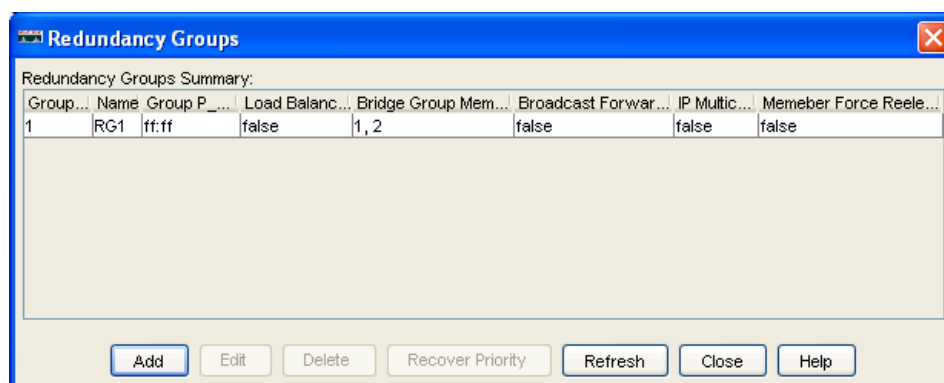 Redundancy Groups
Redundancy Groups Summary:
Group... Name Group P_... Load Balanc... Bridge Group Mem... Broadcast Forwar... IP Multic... Memeber Force Reele...
1 RG1 ff:ff false 1, 2 false false false
Add Edit Delete Recover Priority Refresh Close Help